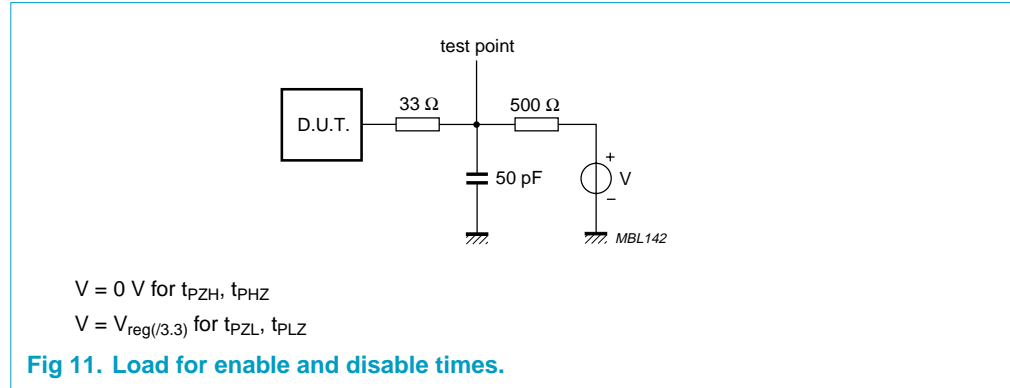 test point
33 Ω
500 Ω
D.U.T.
50 pF
+
V
−
MBL142
V = 0 V for tPZH, tPHZ
V = Vreg(/3.3) for tPZL, tPLZ
Fig 11. Load for enable and disable times.